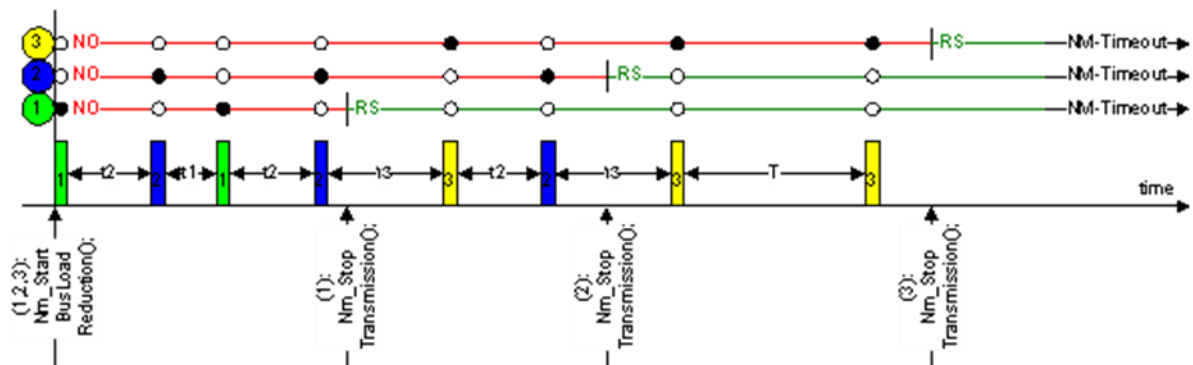 3 NO RS NM-Timeout
2 NO RS NM-Timeout
1 NO RS NM-Timeout
1 t2 2 t1 1 t2 2 3 t2 2 3 T 3
time
(1,2,3):
Nm_Start
BusLoad
Reduction();
(1):
Nm_Stop
Transmission();
(2):
Nm_Stop
Transmission();
(3):
Nm_Stop
Transmission();